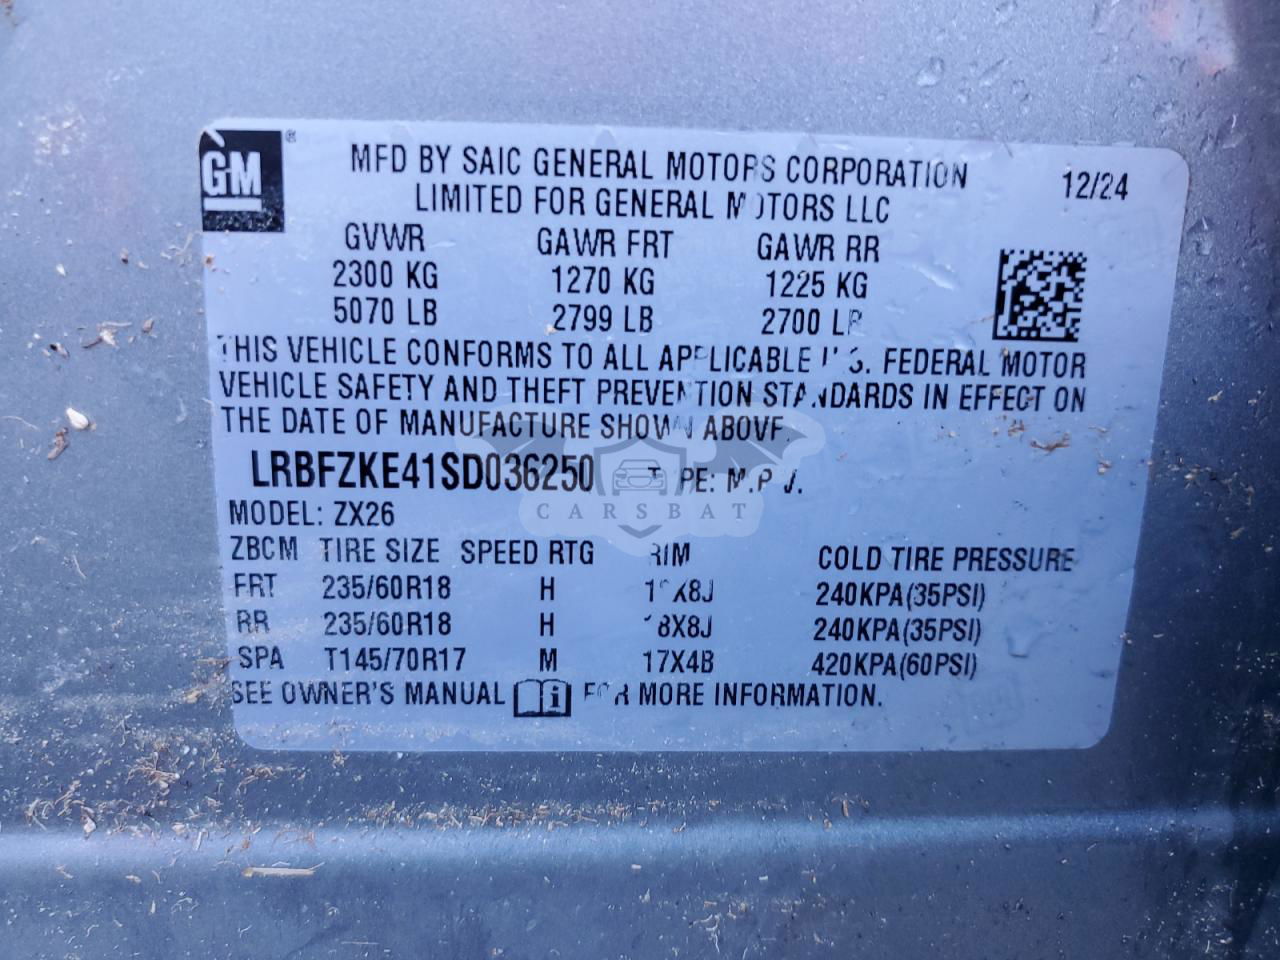 GM ®
MFD BY SAIC GENERAL MOTORS CORPORATION
LIMITED FOR GENERAL MOTORS LLC
12/24
GVWR GAWR FRT GAWR RR
2300 KG 1270 KG 1225 KG
5070 LB 2799 LB 2700 LB
THIS VEHICLE CONFORMS TO ALL APPLICABLE U.S. FEDERAL MOTOR
VEHICLE SAFETY AND THEFT PREVENTION STANDARDS IN EFFECT ON
THE DATE OF MANUFACTURE SHOWN ABOVE.
LRBFZKE41SD036250 TYPE: M.P.V.
CARSBAT
MODEL: ZX26
ZBCM TIRE SIZE SPEED RTG RIM COLD TIRE PRESSURE
FRT 235/60R18 H 18X8J 240KPA(35PSI)
RR 235/60R18 H 18X8J 240KPA(35PSI)
SPA T145/70R17 M 17X4B 420KPA(60PSI)
SEE OWNER'S MANUAL i FOR MORE INFORMATION.